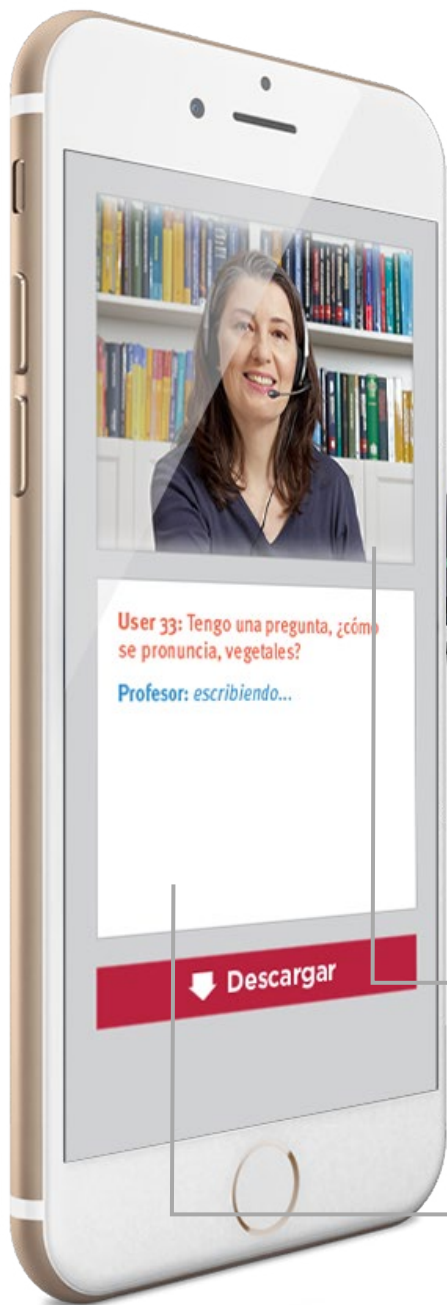 User 33: Tengo una pregunta, ¿cómo
se pronuncia, vegetales?
Profesor: escribiendo...
Descargar